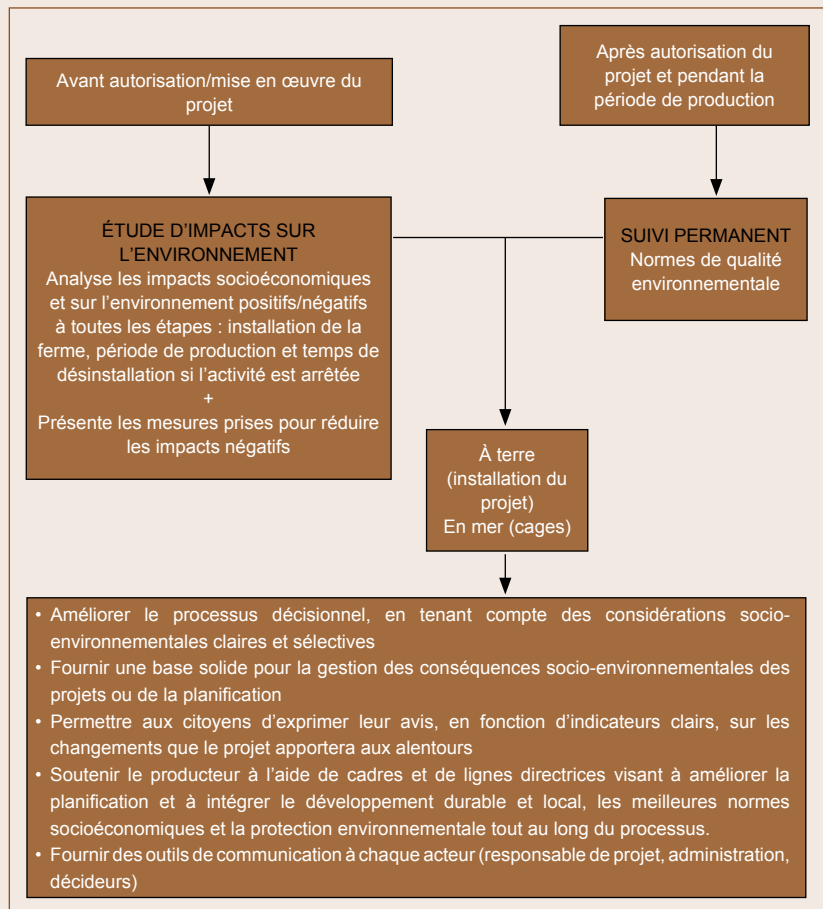 Avant autorisation/mise en œuvre du
projet
Après autorisation du
projet et pendant la
période de production
ÉTUDE D'IMPACTS SUR
L'ENVIRONNEMENT
Analyse les impacts socioéconomiques
et sur l'environnement positifs/négatifs
à toutes les étapes : installation de la
ferme, période de production et temps de
désinstallation si l'activité est arrêtée
+
Présente les mesures prises pour réduire
les impacts négatifs
SUIVI PERMANENT
Normes de qualité
environnementale
À terre
(installation du
projet)
En mer (cages)
• Améliorer le processus décisionnel, en tenant compte des considérations socio-
environnementales claires et sélectives
• Fournir une base solide pour la gestion des conséquences socio-environnementales des
projets ou de la planification
• Permettre aux citoyens d'exprimer leur avis, en fonction d'indicateurs clairs, sur les
changements que le projet apportera aux alentours
• Soutenir le producteur à l'aide de cadres et de lignes directrices visant à améliorer la
planification et à intégrer le développement durable et local, les meilleures normes
socioéconomiques et la protection environnementale tout au long du processus.
• Fournir des outils de communication à chaque acteur (responsable de projet, administration,
décideurs)